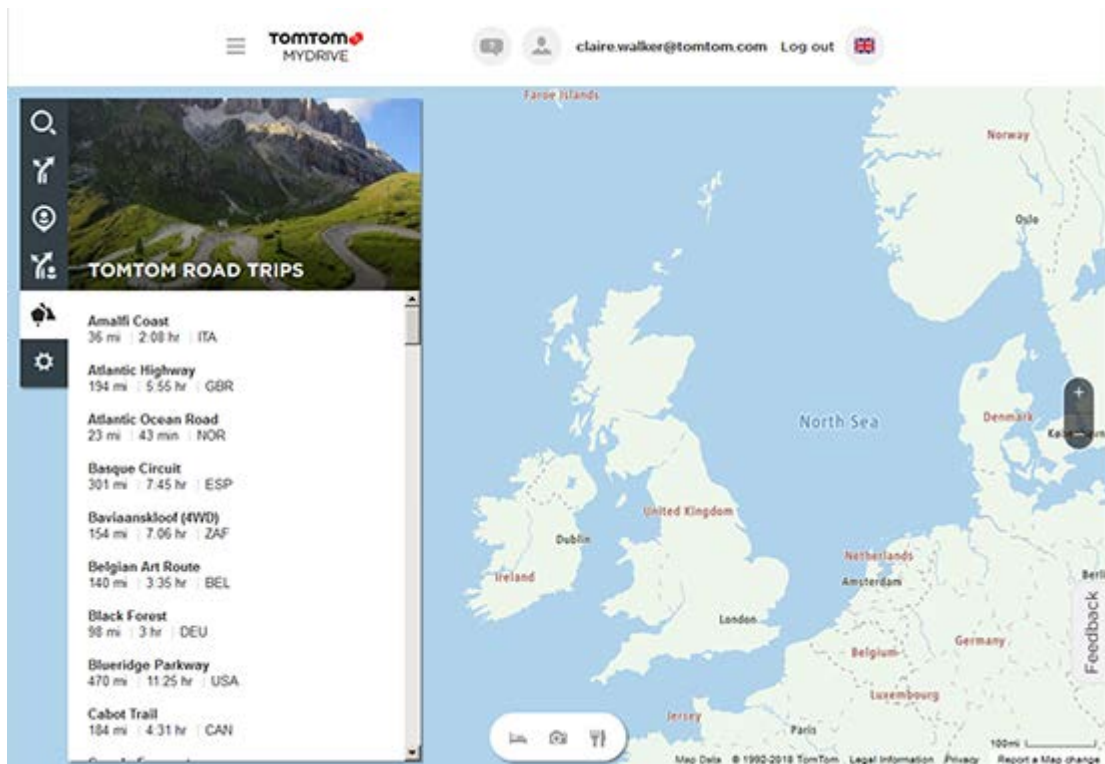 TOMTOM
MYDRIVE
claire.walker@tomtom.com Log out
TOMTOM ROAD TRIPS
Amalfi Coast
36 mi 2:08 hr ITA
Atlantic Highway
194 mi 5:55 hr GBR
Atlantic Ocean Road
23 mi 43 min NOR
Basque Circuit
301 mi 7:45 hr ESP
Baviaanskloof (4WD)
154 mi 7:06 hr ZAF
Belgian Art Route
140 mi 3:35 hr BEL
Black Forest
98 mi 3 hr DEU
Blueridge Parkway
470 mi 11:25 hr USA
Cabot Trail
184 mi 4:31 hr CAN
Faroe Islands
Norway
Oslo
North Sea
Denmark
United Kingdom
Dublin
Ireland
Netherlands
Amsterdam
Berli
London
Germany
Belgium
Luxembourg
Jersey
Paris
Feedback
100mi
Map Data © 1992-2018 TomTom Legal Information Privacy Report a Map change